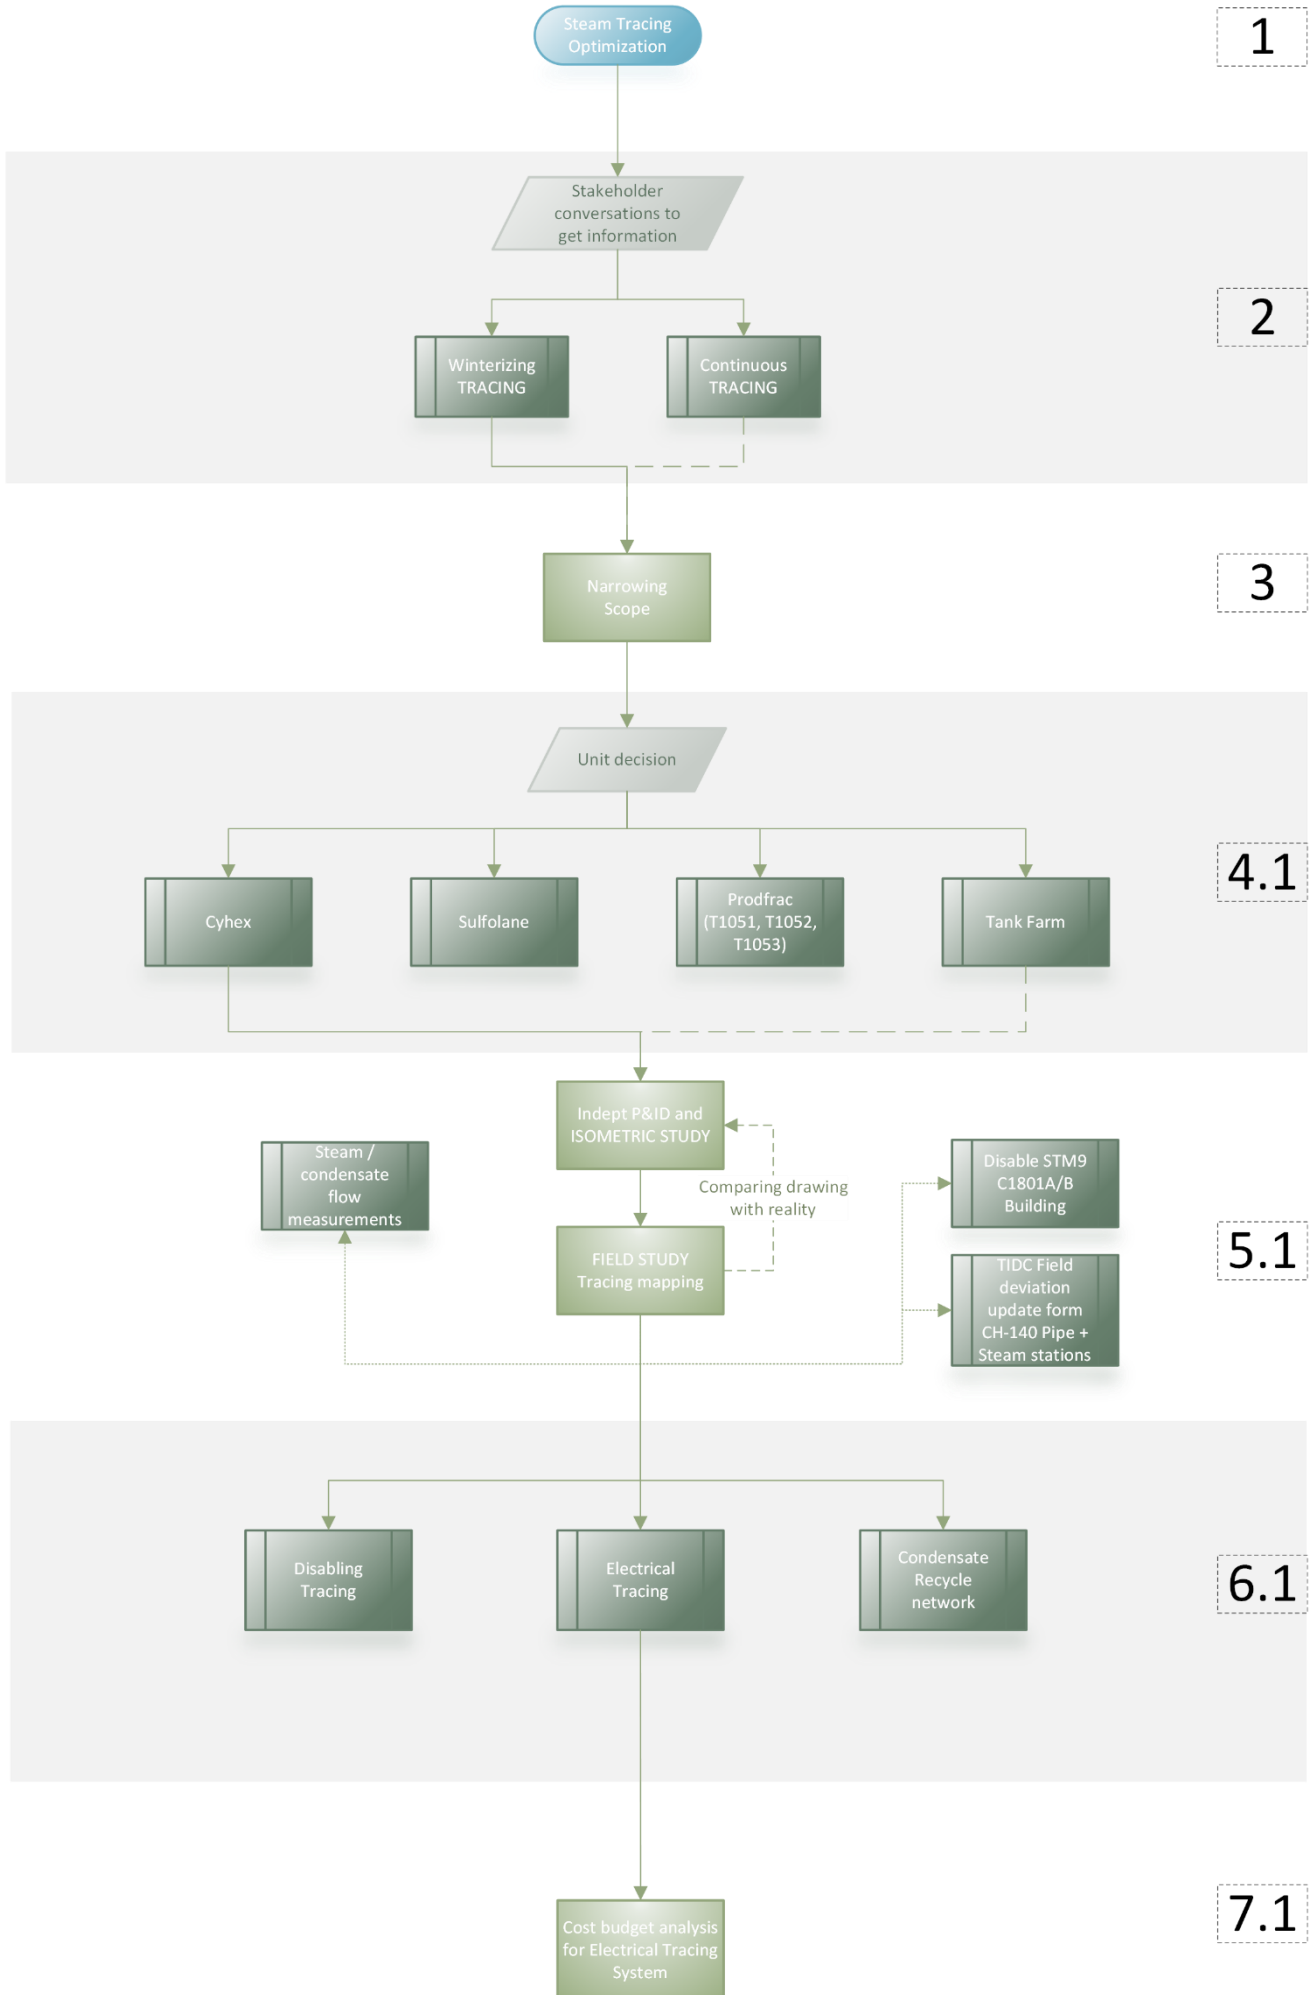 Steam Tracing
Optimization
1
Stakeholder
conversations to
get information
2
Winterizing
TRACING
Continuous
TRACING
Narrowing
Scope
3
Unit decision
4.1
Cyhex
Sulfolane
Prodfrac
(T1051, T1052,
T1053)
Tank Farm
Indept P&ID and
ISOMETRIC STUDY
Steam /
condensate
flow
measurements
Comparing drawing
with reality
Disable STM9
C1801A/B
Building
5.1
FIELD STUDY
Tracing mapping
TIDC Field
deviation
update form
CH-140 Pipe +
Steam stations
Disabling
Tracing
Electrical
Tracing
Condensate
Recycle
network
6.1
7.1
Cost budget analysis
for Electrical Tracing
System